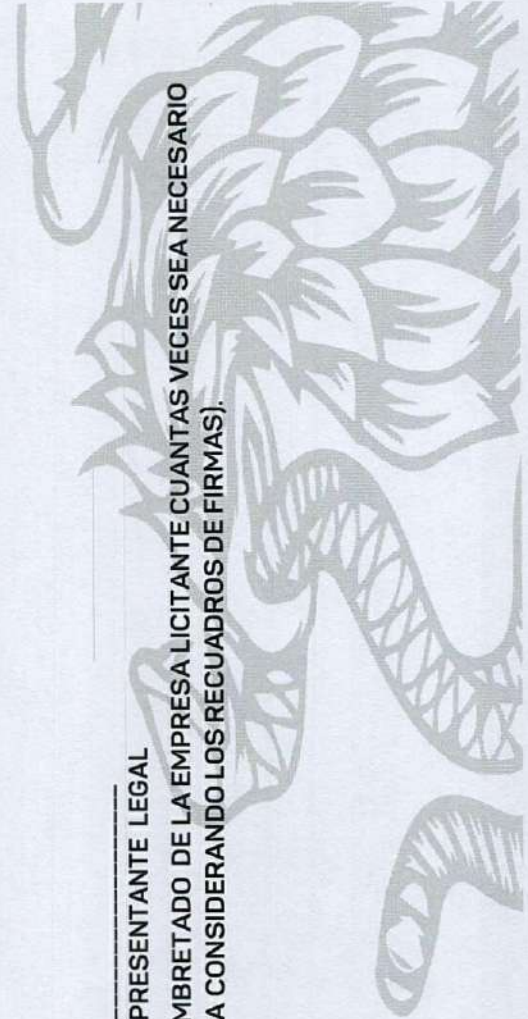 PRESENTANTE LEGAL
MBRETADO DE LA EMPRESA LICITANTE CUANTAS VECES SEA NECESARIO
A CONSIDERANDO LOS RECUADROS DE FIRMAS).